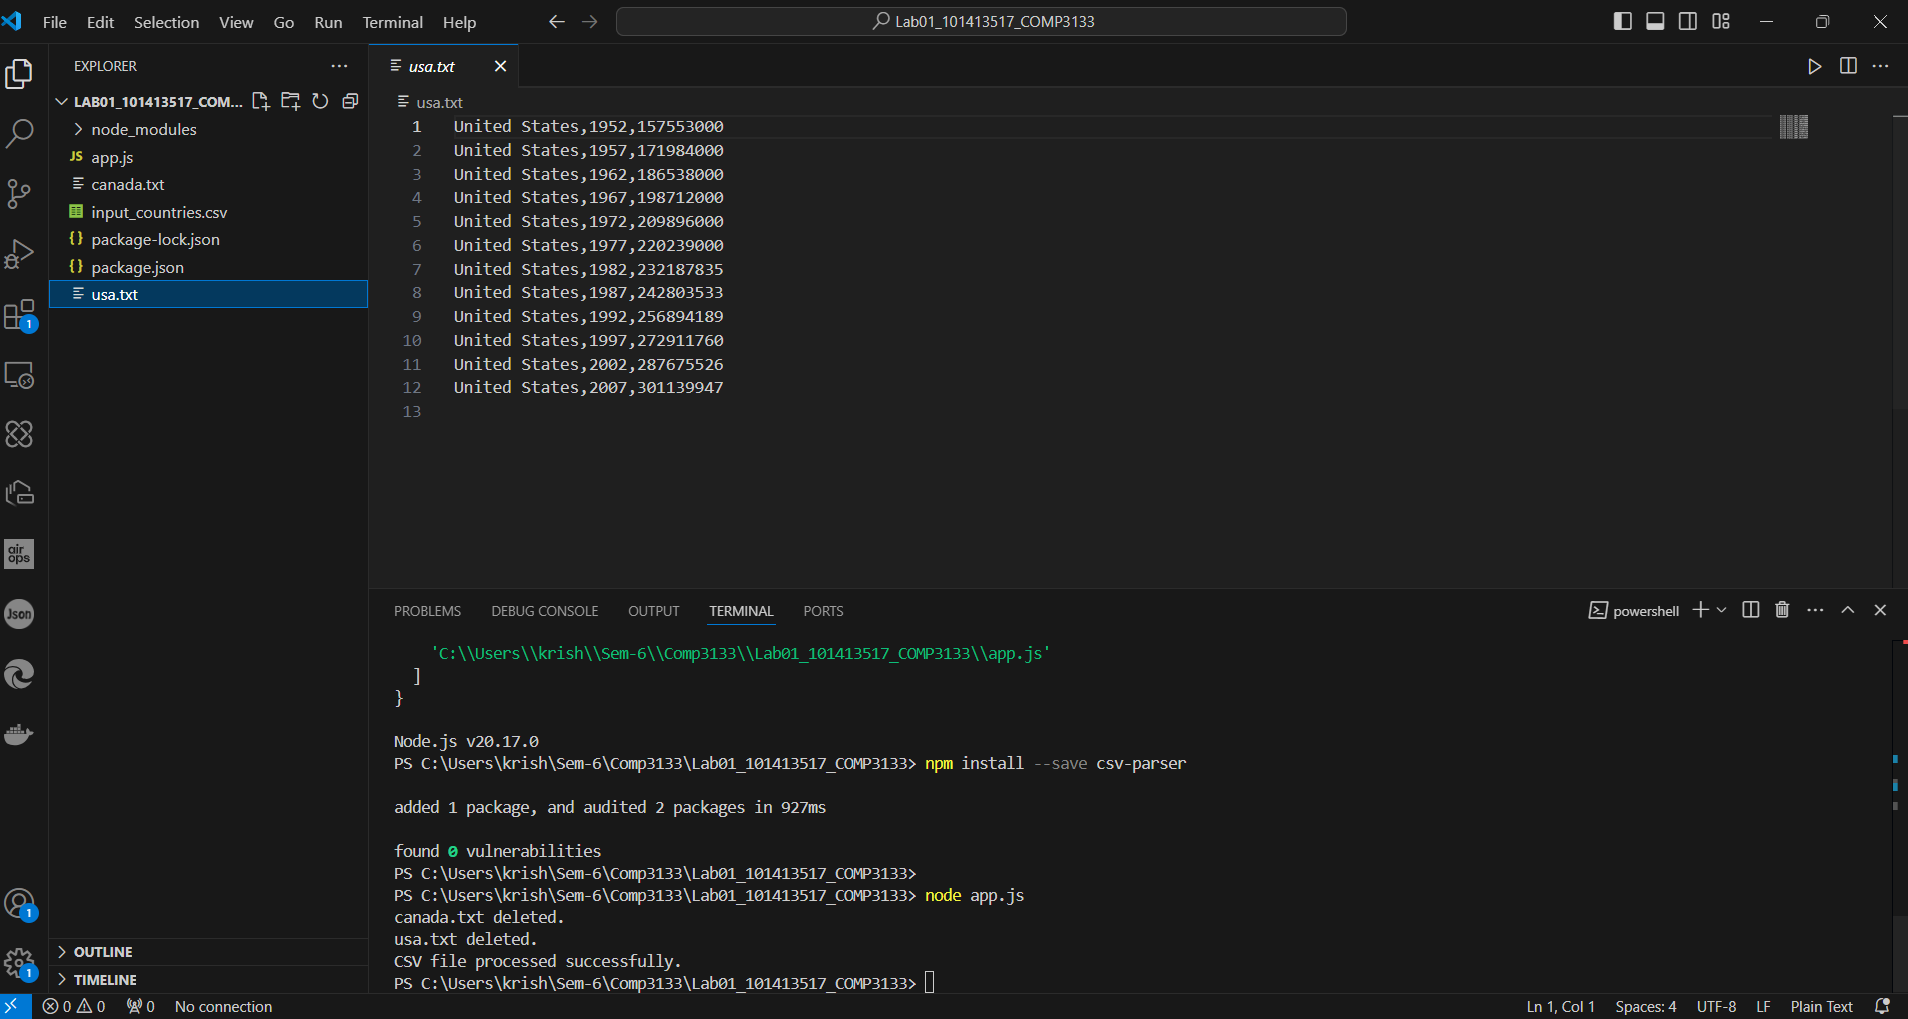 File Edit Selection View Go Run Terminal Help
Lab01_101413517_COMP3133
EXPLORER
LAB01_101413517_COM...
node_modules
JS app.js
canada.txt
input_countries.csv
{} package-lock.json
{} package.json
usa.txt
OUTLINE
TIMELINE
1
air
ops
Json
1
1
usa.txt
usa.txt
1 United States,1952,157553000
2 United States,1957,171984000
3 United States,1962,186538000
4 United States,1967,198712000
5 United States,1972,209896000
6 United States,1977,220239000
7 United States,1982,232187835
8 United States,1987,242803533
9 United States,1992,256894189
10 United States,1997,272911760
11 United States,2002,287675526
12 United States,2007,301139947
13
PROBLEMS DEBUG CONSOLE OUTPUT TERMINAL PORTS
powershell
'C:\\Users\\krish\\Sem-6\\Comp3133\\Lab01_101413517_COMP3133\\app.js'
]
}
Node.js v20.17.0
PS C:\Users\krish\Sem-6\Comp3133\Lab01_101413517_COMP3133> npm install --save csv-parser
added 1 package, and audited 2 packages in 927ms
found 0 vulnerabilities
PS C:\Users\krish\Sem-6\Comp3133\Lab01_101413517_COMP3133>
PS C:\Users\krish\Sem-6\Comp3133\Lab01_101413517_COMP3133> node app.js
canada.txt deleted.
usa.txt deleted.
CSV file processed successfully.
PS C:\Users\krish\Sem-6\Comp3133\Lab01_101413517_COMP3133>
0 0 0 No connection
Ln 1, Col 1 Spaces: 4 UTF-8 LF Plain Text